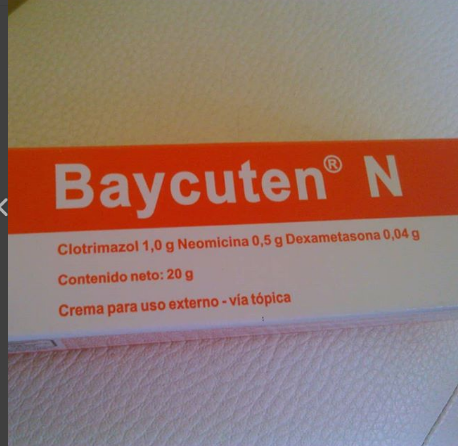 Baycuten® N
Clotrimazol 1,0 g Neomicina 0,5 g Dexametasona 0,04 g
Contenido neto: 20 g
Crema para uso externo - vía tópica